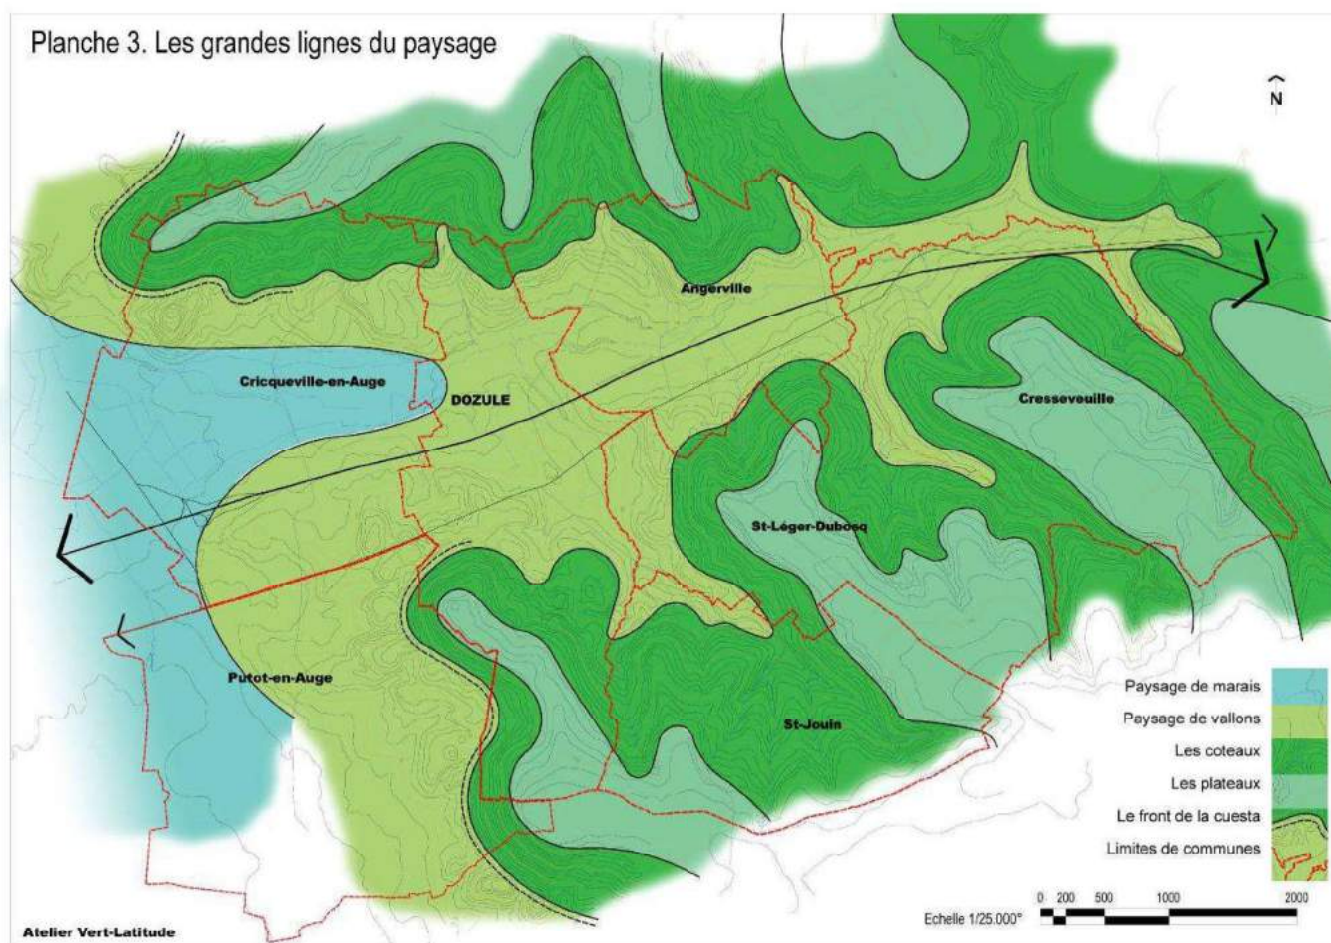 Planche 3. Les grandes lignes du paysage
N
Angerville
Cricqueville-en-Auge
DOZULE
Cresseveuille
St-Léger-Dubosq
Putot-en-Auge
St-Jouin
Paysage de marais
Paysage de vallons
Les coteaux
Les plateaux
Le front de la cuesta
Limites de communes
0 200 500 1000 2000
Echelle 1/25.000°
Atelier Vert-Latitude